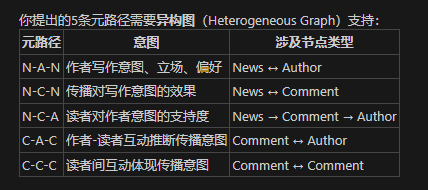 你提出的5条元路径需要异构图（Heterogeneous Graph）支持：
元路径 意图 涉及节点类型
N-A-N 作者写作意图、立场、偏好 News ↔ Author
N-C-N 传播对写作意图的效果 News ↔ Comment
N-C-A 读者对作者意图的支持度 News → Comment → Author
C-A-C 作者-读者互动推断传播意图 Comment ↔ Author
C-C-C 读者间互动体现传播意图 Comment ↔ Comment